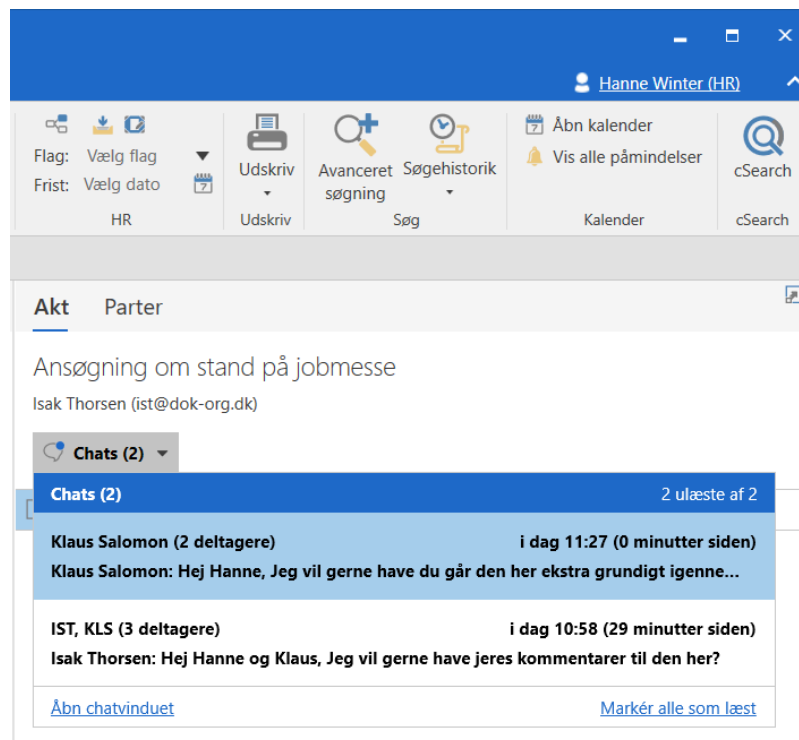 Hanne Winter (HR)
Flag: Vælg flag
Frist: Vælg dato
7
HR
Udskriv
Udskriv
Avanceret
søgning
Søgehistorik
Søg
7 Åbn kalender
Vis alle påmindelser
Kalender
cSearch
cSearch
Akt Parter
Ansøgning om stand på jobmesse
Isak Thorsen (ist@dok-org.dk)
Chats (2)
Chats (2) 2 ulæste af 2
Klaus Salomon (2 deltagere) i dag 11:27 (0 minutter siden)
Klaus Salomon: Hej Hanne, Jeg vil gerne have du går den her ekstra grundigt igenne...
IST, KLS (3 deltagere) i dag 10:58 (29 minutter siden)
Isak Thorsen: Hej Hanne og Klaus, Jeg vil gerne have jeres kommentarer til den her?
Åbn chatvinduet Markér alle som læst